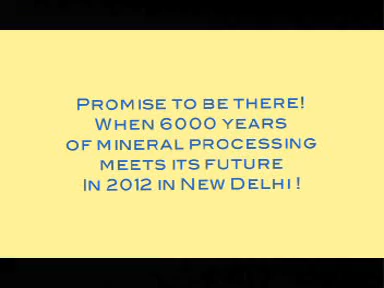 Promise to be there!
When 6000 years
of mineral processing
meets its future
In 2012 in New Delhi !